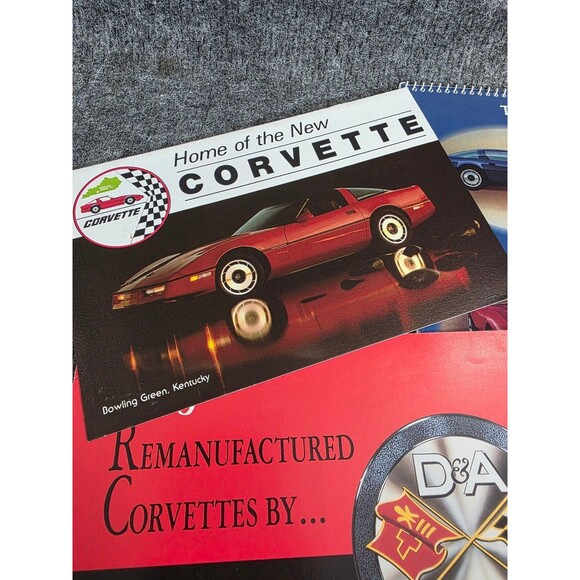 Home of the New
CORVETTE
CORVETTE
T
Bowling Green, Kentucky
REMANUFACTURED
CORVETTES BY...
D&A